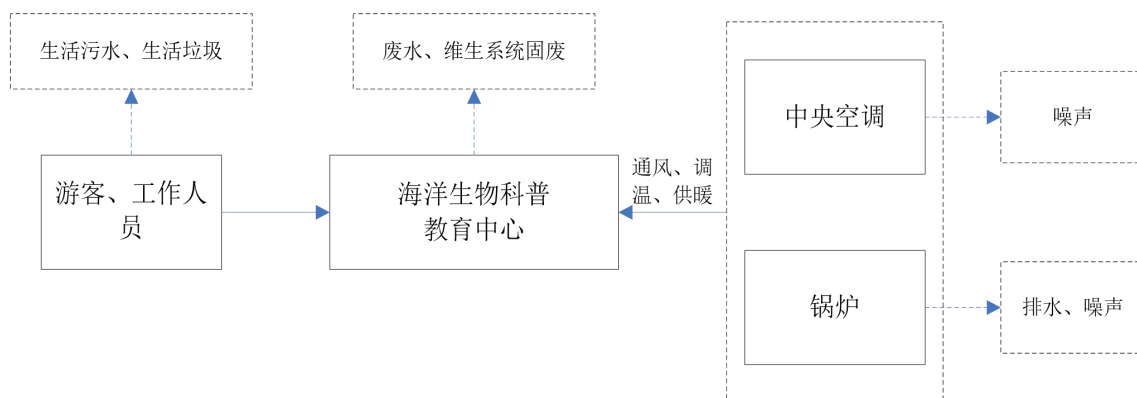 生活污水、生活垃圾
废水、维生系统固废
中央空调
噪声
游客、工作人
员
海洋生物科普
教育中心
通风、调
温、供暖
锅炉
排水、噪声